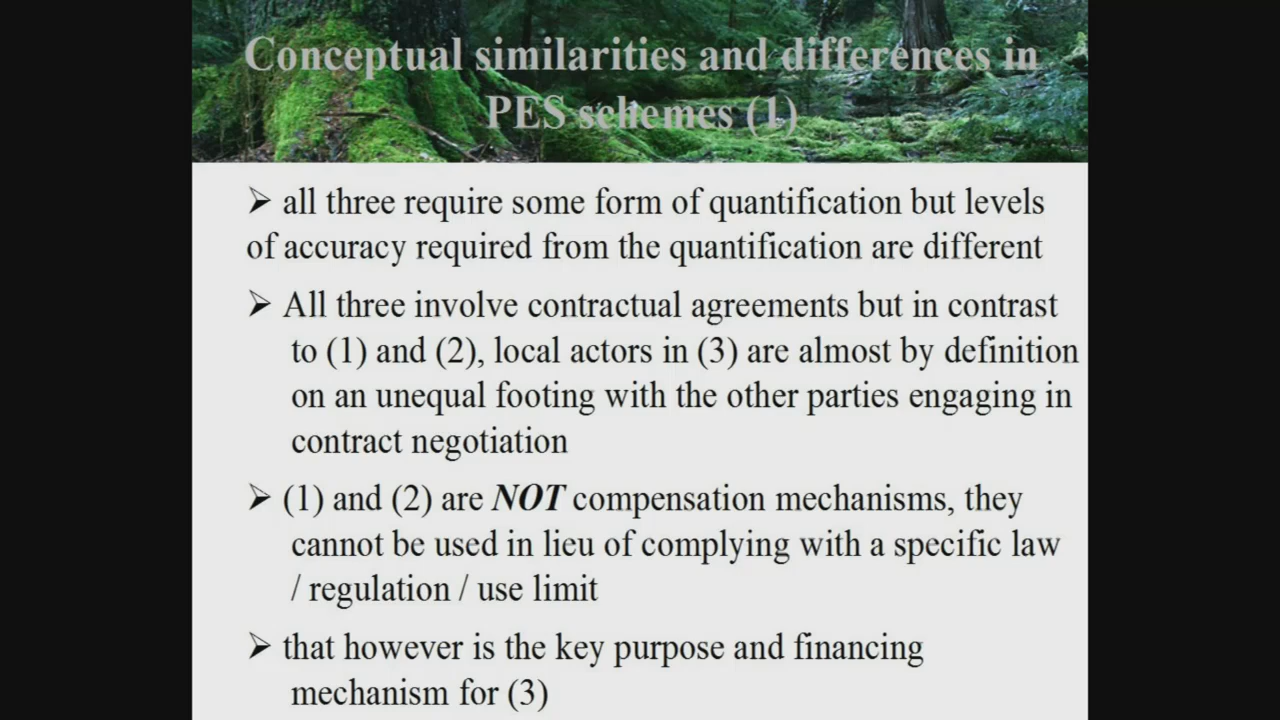 Conceptual similarities and differences in
PES schemes (1)
➢ all three require some form of quantification but levels
of accuracy required from the quantification are different
➢ All three involve contractual agreements but in contrast
to (1) and (2), local actors in (3) are almost by definition
on an unequal footing with the other parties engaging in
contract negotiation
➢ (1) and (2) are NOT compensation mechanisms, they
cannot be used in lieu of complying with a specific law
/ regulation / use limit
➢ that however is the key purpose and financing
mechanism for (3)